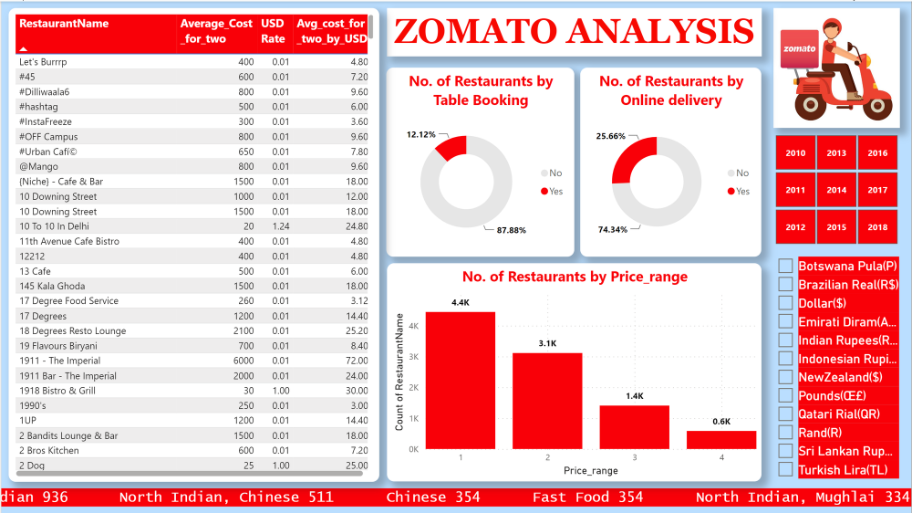 RestaurantName Average_Cost_for_two USD Rate Avg_cost_for_two_by_USD
Let's Burrrp 400 0.01 4.80
#45 600 0.01 7.20
#Dilliwaala6 800 0.01 9.60
#hashtag 500 0.01 6.00
#InstaFreeze 300 0.01 3.60
#OFF Campus 800 0.01 9.60
#Urban Cafí© 650 0.01 7.80
@Mango 800 0.01 9.60
{Niche} - Cafe & Bar 1500 0.01 18.00
10 Downing Street 1000 0.01 12.00
10 Downing Street 1500 0.01 18.00
10 To 10 In Delhi 20 1.24 24.80
11th Avenue Cafe Bistro 400 0.01 4.80
12212 400 0.01 4.80
13 Cafe 500 0.01 6.00
145 Kala Ghoda 1500 0.01 18.00
17 Degree Food Service 260 0.01 3.12
17 Degrees 1200 0.01 14.40
18 Degrees Resto Lounge 2100 0.01 25.20
19 Flavours Biryani 700 0.01 8.40
1911 - The Imperial 6000 0.01 72.00
1911 Bar - The Imperial 2000 0.01 24.00
1918 Bistro & Grill 30 1.00 30.00
1990's 250 0.01 3.00
1UP 1200 0.01 14.40
2 Bandits Lounge & Bar 1500 0.01 18.00
2 Bros Kitchen 600 0.01 7.20
2 Dog 25 1.00 25.00
ZOMATO ANALYSIS
No. of Restaurants by
Table Booking
12.12%
87.88%
No
Yes
No. of Restaurants by
Online delivery
25.66%
74.34%
No
Yes
No. of Restaurants by Price_range
Count of RestaurantName
4K
3K
2K
1K
0K
4.4K
3.1K
1.4K
0.6K
1 2 3 4
Price_range
zomato
2010 2013 2016
2011 2014 2017
2012 2015 2018
Botswana Pula(P)
Brazilian Real(R$)
Dollar($)
Emirati Diram(A...
Indian Rupees(R...
Indonesian Rupi...
NewZealand($)
Pounds(Œ£)
Qatari Rial(QR)
Rand(R)
Sri Lankan Rup...
Turkish Lira(TL)
dian 936 North Indian, Chinese 511 Chinese 354 Fast Food 354 North Indian, Mughlai 334